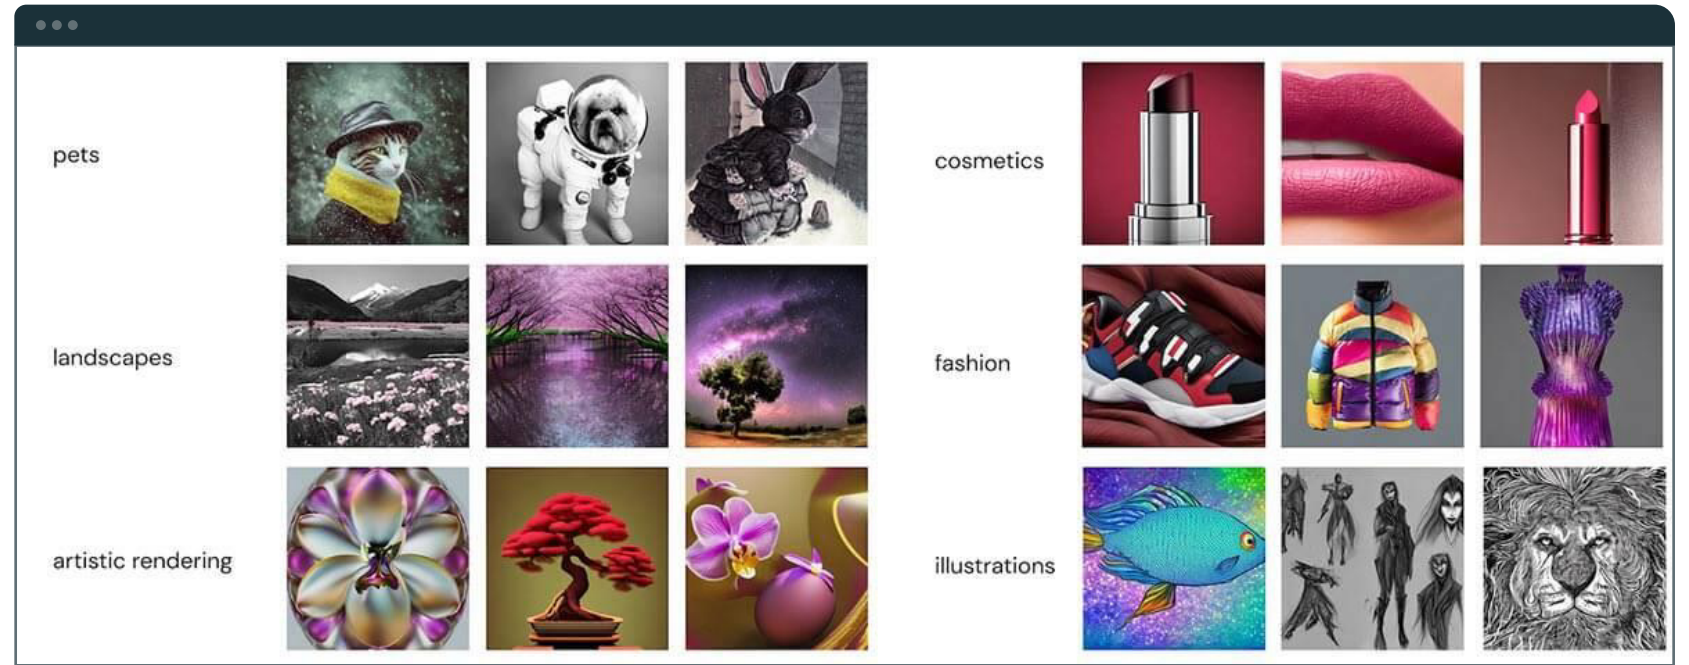 pets
cosmetics
landscapes
fashion
artistic rendering
illustrations